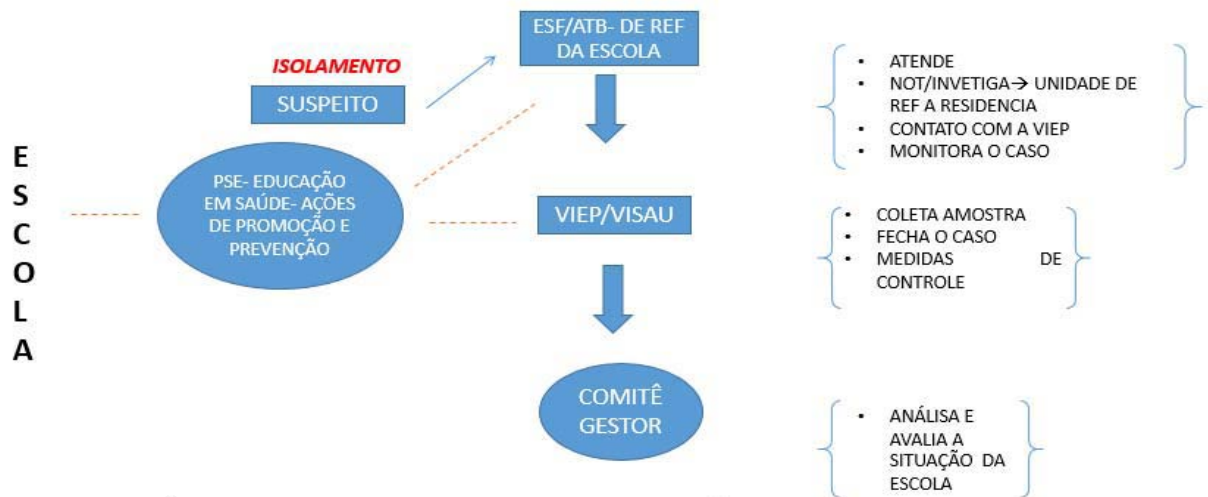 ESCOLA
ISOLAMENTO
SUSPEITO
PSE- EDUCAÇÃO
EM SAÚDE- AÇÕES
DE PROMOÇÃO E
PREVENÇÃO
ESF/ATB- DE REF
DA ESCOLA
• ATENDE
• NOT/INVETIGA→ UNIDADE DE
REF A RESIDENCIA
• CONTATO COM A VIEP
• MONITORA O CASO
VIEP/VISAU
• COLETA AMOSTRA
• FECHA O CASO
• MEDIDAS DE
CONTROLE
COMITÊ
GESTOR
• ANÁLISA E
AVALIA A
SITUAÇÃO DA
ESCOLA